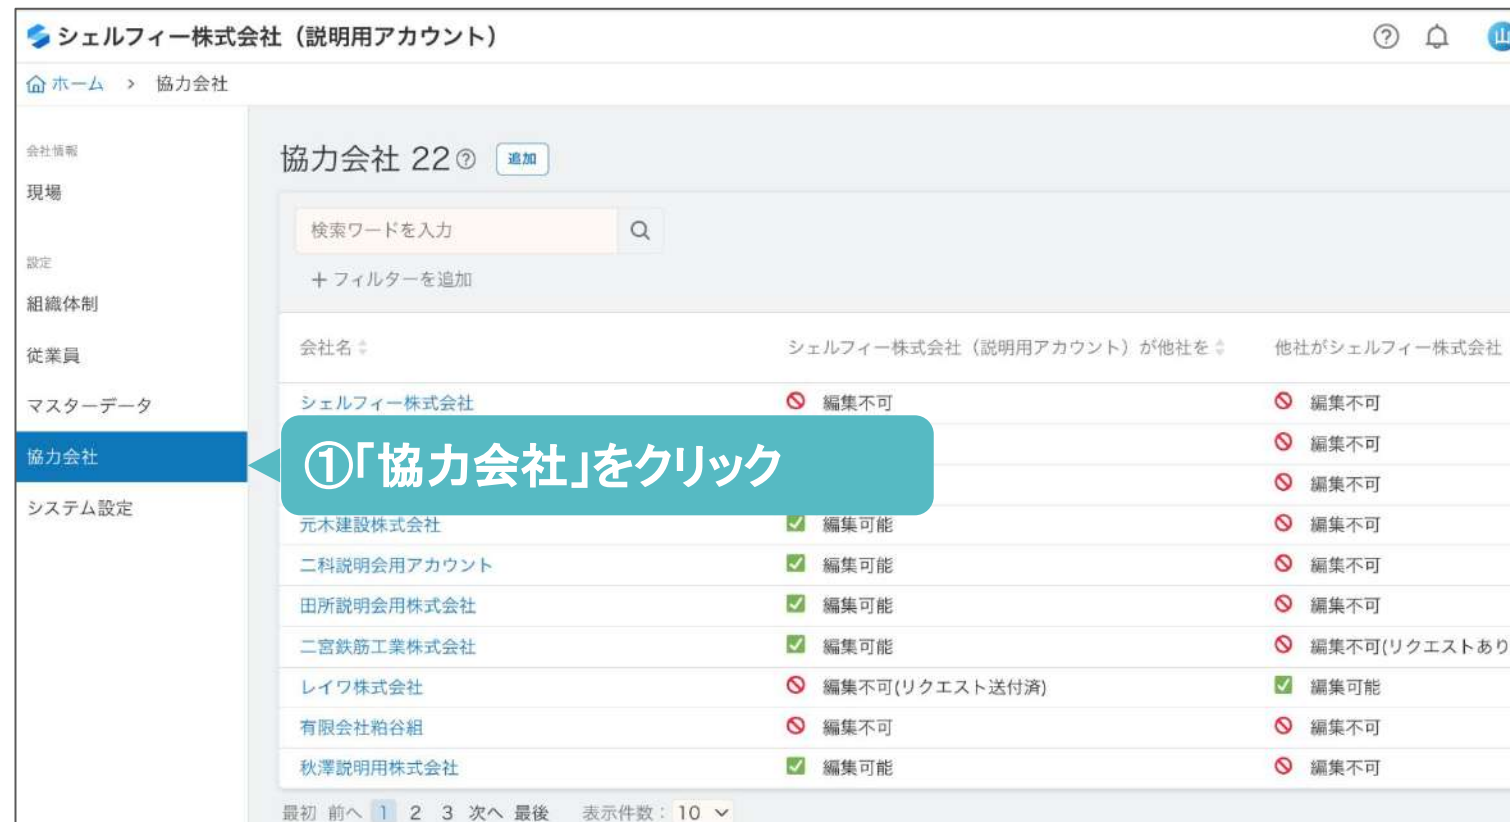 シェルフィー株式会社（説明用アカウント）
山
ホーム > 協力会社
会社情報
現場
設定
組織体制
従業員
マスターデータ
協力会社
システム設定
協力会社 22 追加
検索ワードを入力
＋フィルターを追加
会社名 シェルフィー株式会社（説明用アカウント）が他社を 他社がシェルフィー株式会社
シェルフィー株式会社 編集不可 編集不可
①「協力会社」をクリック
編集不可
編集不可
元木建設株式会社 編集可能 編集不可
二科説明会用アカウント 編集可能 編集不可
田所説明会用株式会社 編集可能 編集不可
二宮鉄筋工業株式会社 編集可能 編集不可(リクエストあり
レイワ株式会社 編集不可(リクエスト送付済) 編集可能
有限会社粕谷組 編集不可 編集不可
秋澤説明用株式会社 編集可能 編集不可
最初 前へ 1 2 3 次へ 最後 表示件数：10